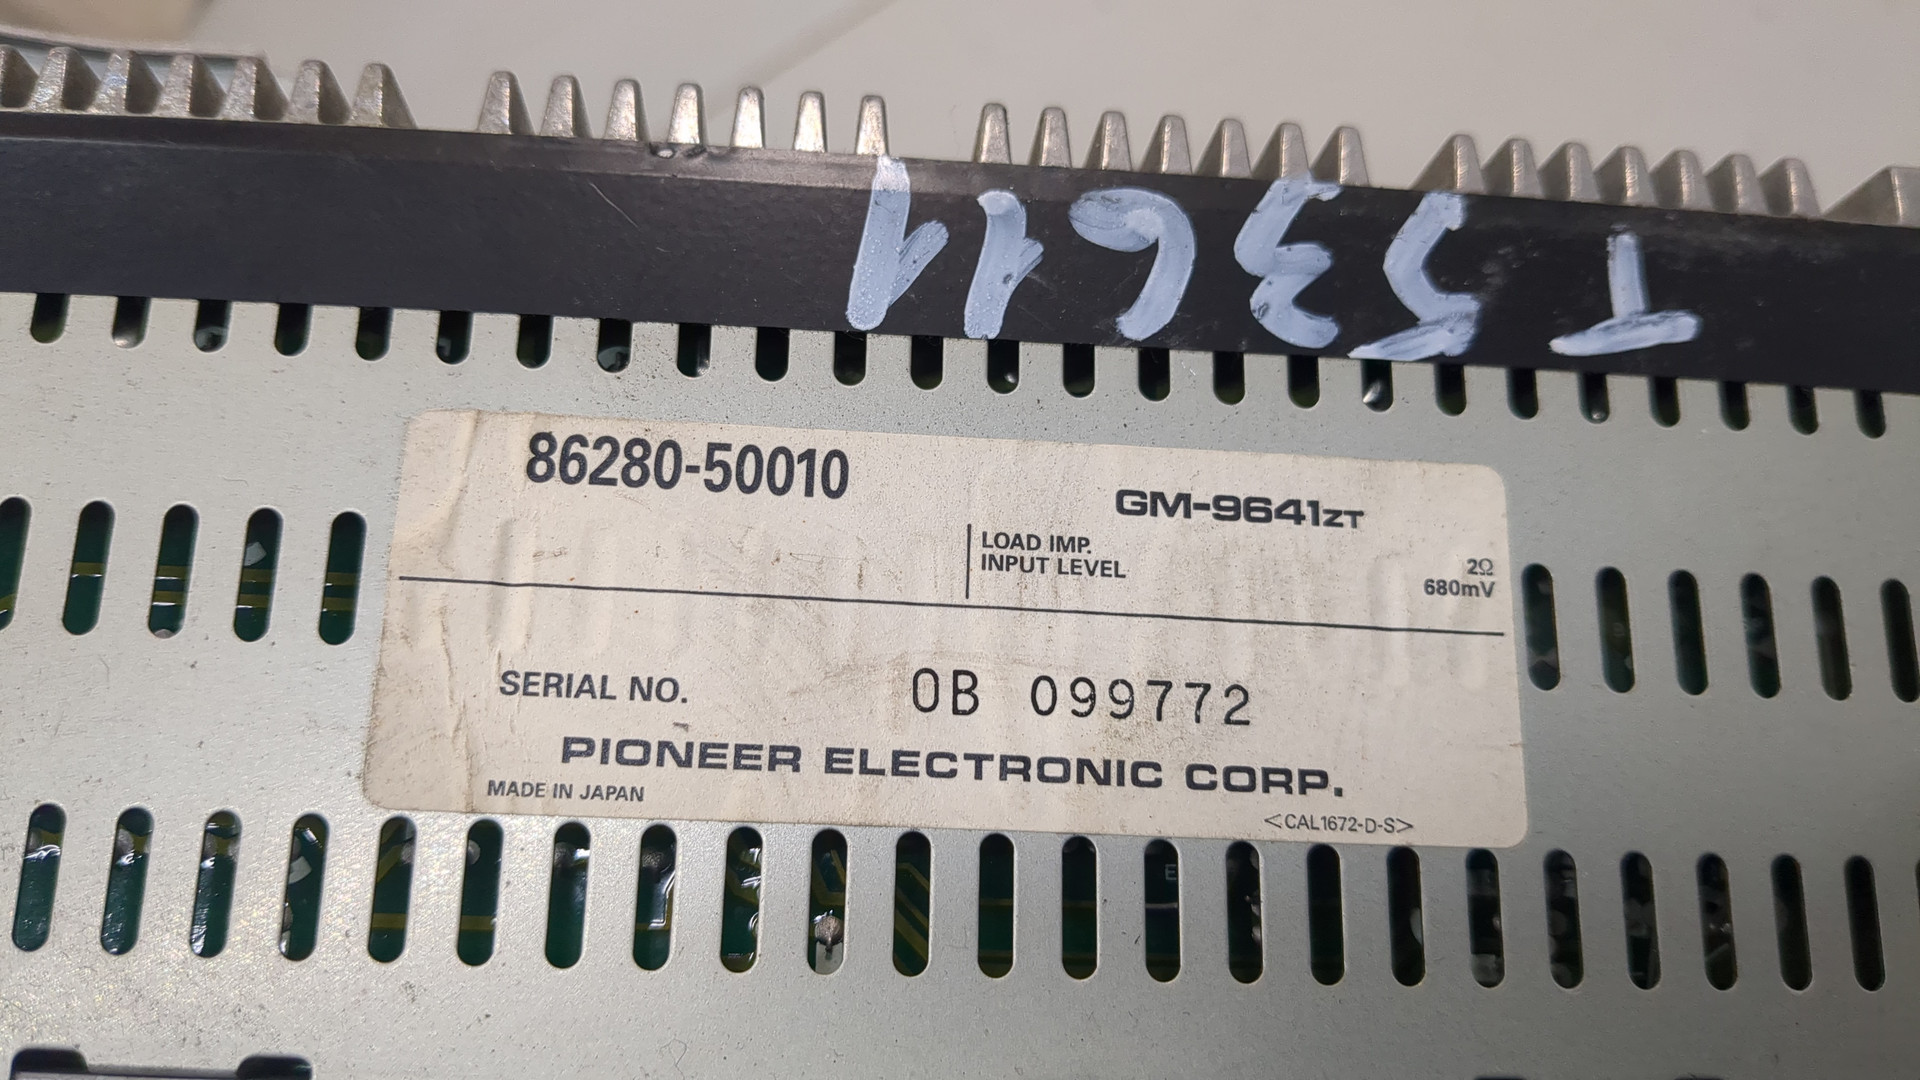 T53611
86280-50010
GM-9641ZT
LOAD IMP. 2Ω
INPUT LEVEL 680mV
SERIAL NO. 0B 099772
PIONEER ELECTRONIC CORP.
MADE IN JAPAN
<CAL1672-D-S>